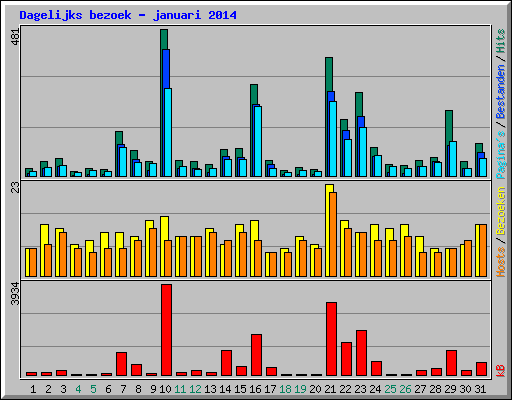 Dagelijks bezoek - januari 2014
481
23
3934
Hosts / Bezoeken Pagina's / Bestanden / Hits
kB
1 2 3 4 5 6 7 8 9 10 11 12 13 14 15 16 17 18 19 20 21 22 23 24 25 26 27 28 29 30 31